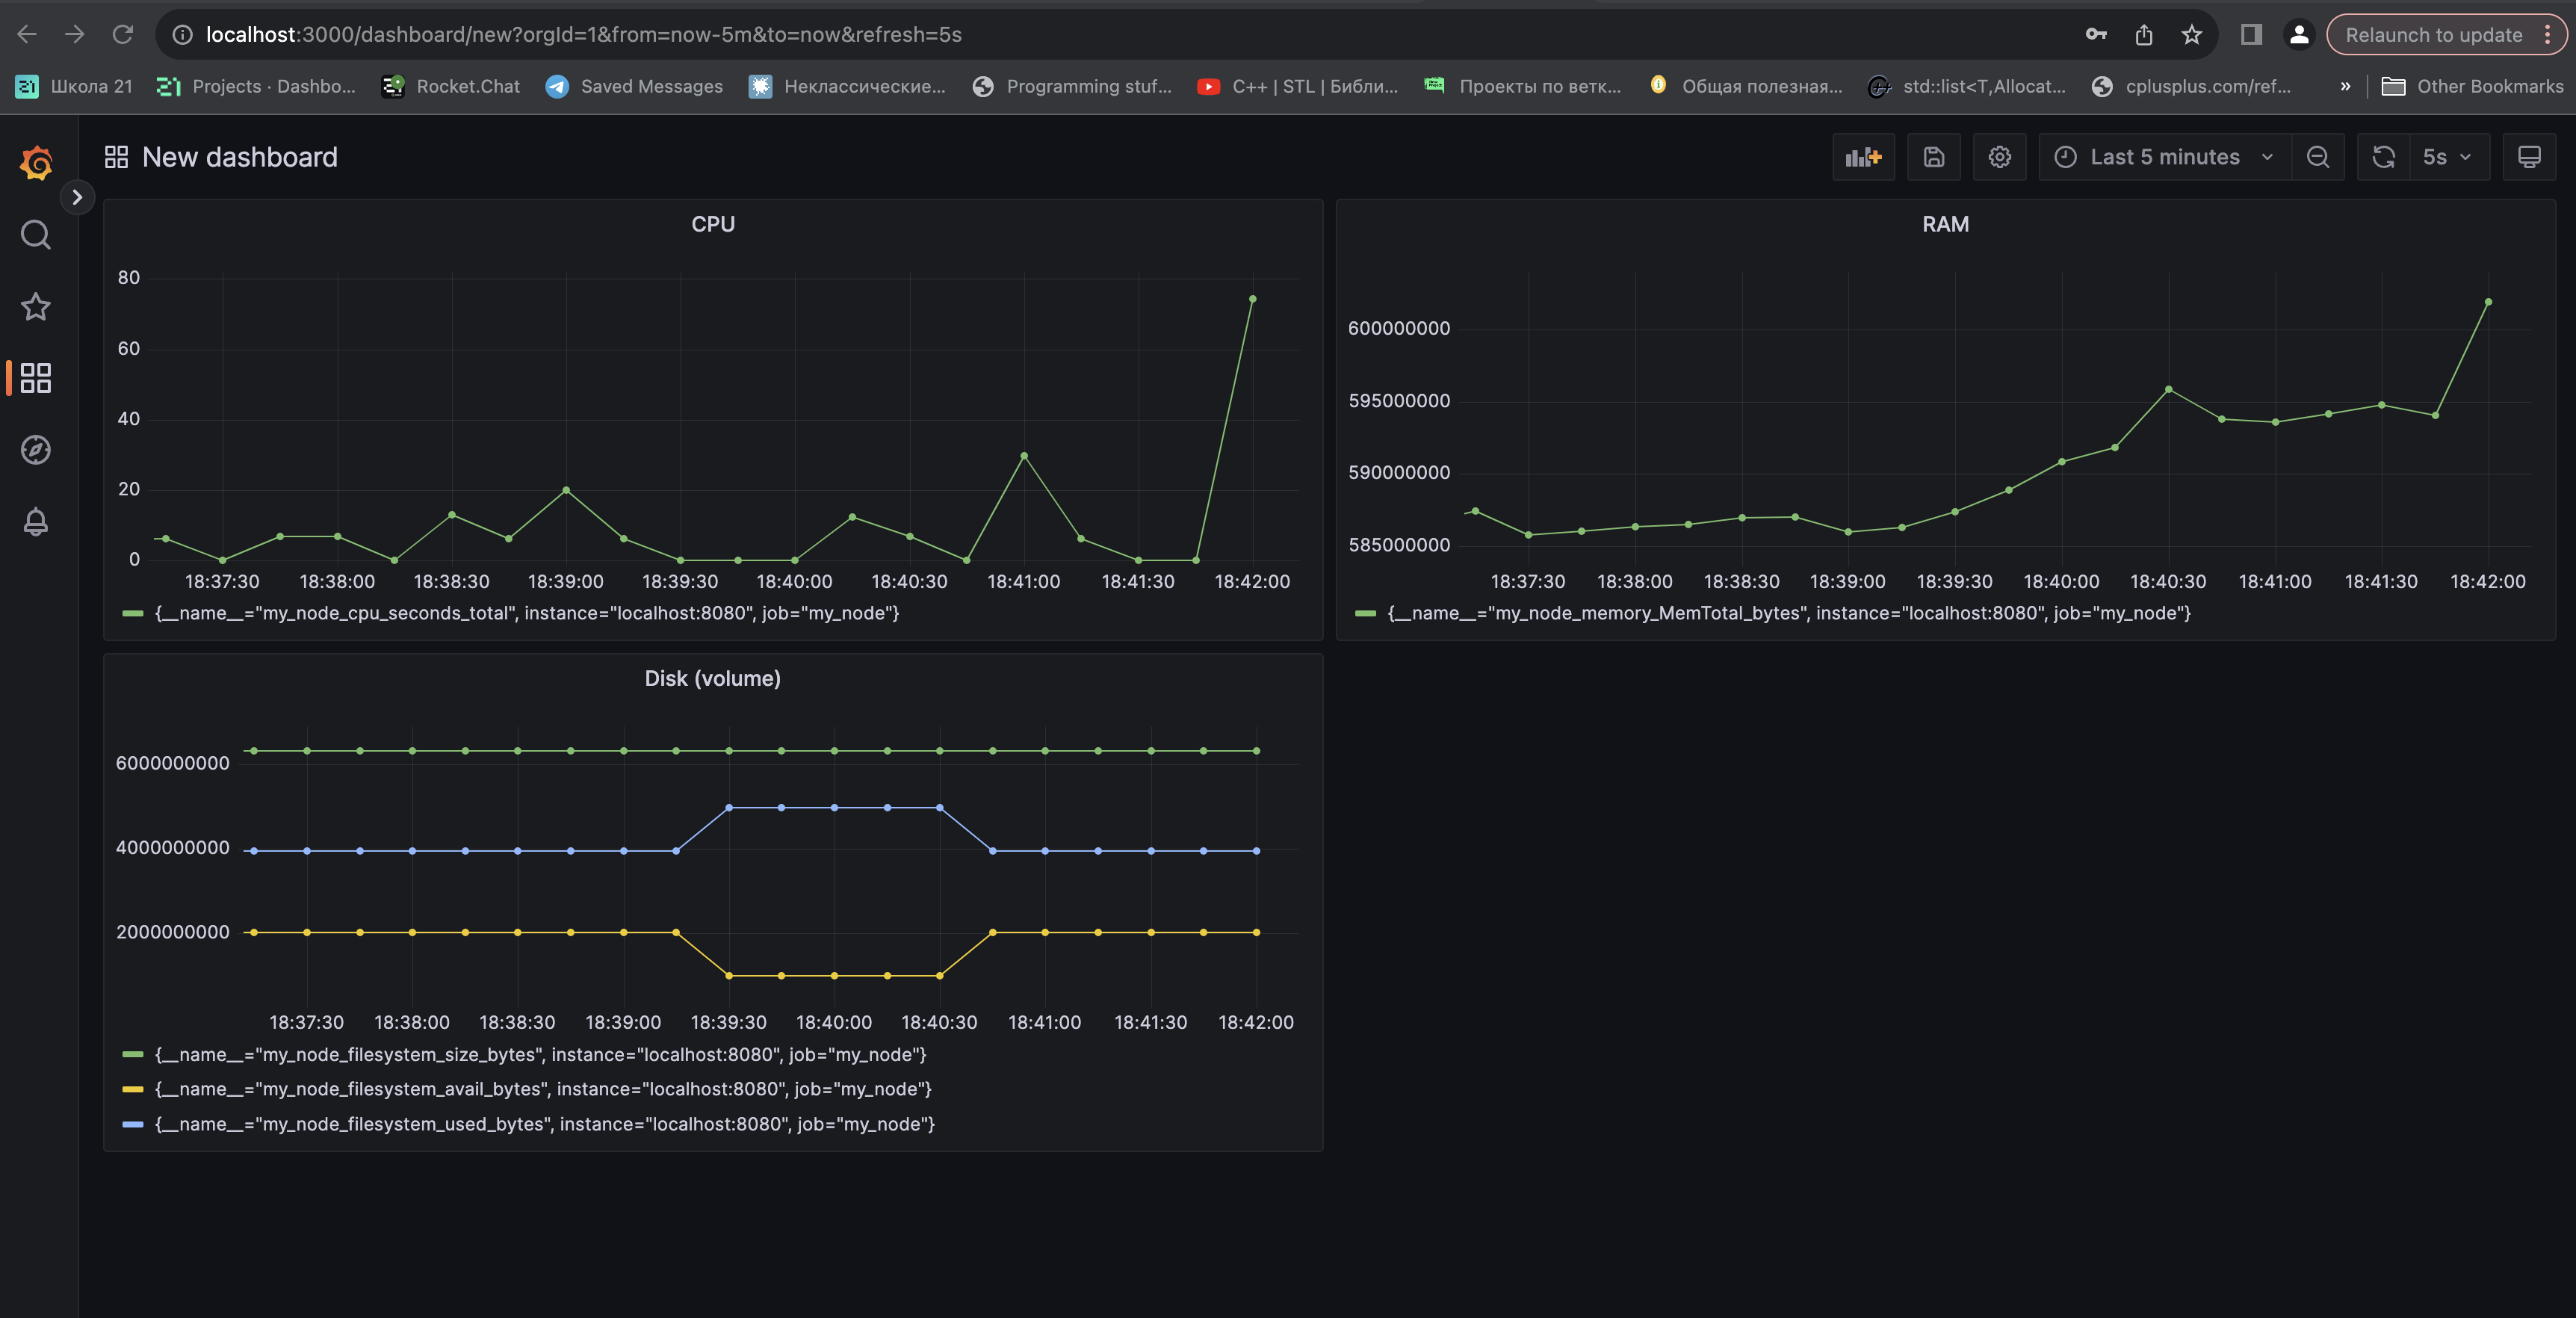 localhost:3000/dashboard/new?orgId=1&from=now-5m&to=now&refresh=5s
Relaunch to update
Школа 21
Projects · Dashbo...
Rocket.Chat
Saved Messages
Неклассические...
Programming stuf...
C++ | STL | Библи...
Проекты по ветк...
Общая полезная...
std::list<T,Allocat...
cplusplus.com/ref...
»
Other Bookmarks
New dashboard
Last 5 minutes
5s
CPU
80
60
40
20
0
18:37:30 18:38:00 18:38:30 18:39:00 18:39:30 18:40:00 18:40:30 18:41:00 18:41:30 18:42:00
{__name__="my_node_cpu_seconds_total", instance="localhost:8080", job="my_node"}
RAM
600000000
595000000
590000000
585000000
18:37:30 18:38:00 18:38:30 18:39:00 18:39:30 18:40:00 18:40:30 18:41:00 18:41:30 18:42:00
{__name__="my_node_memory_MemTotal_bytes", instance="localhost:8080", job="my_node"}
Disk (volume)
6000000000
4000000000
2000000000
18:37:30 18:38:00 18:38:30 18:39:00 18:39:30 18:40:00 18:40:30 18:41:00 18:41:30 18:42:00
{__name__="my_node_filesystem_size_bytes", instance="localhost:8080", job="my_node"}
{__name__="my_node_filesystem_avail_bytes", instance="localhost:8080", job="my_node"}
{__name__="my_node_filesystem_used_bytes", instance="localhost:8080", job="my_node"}